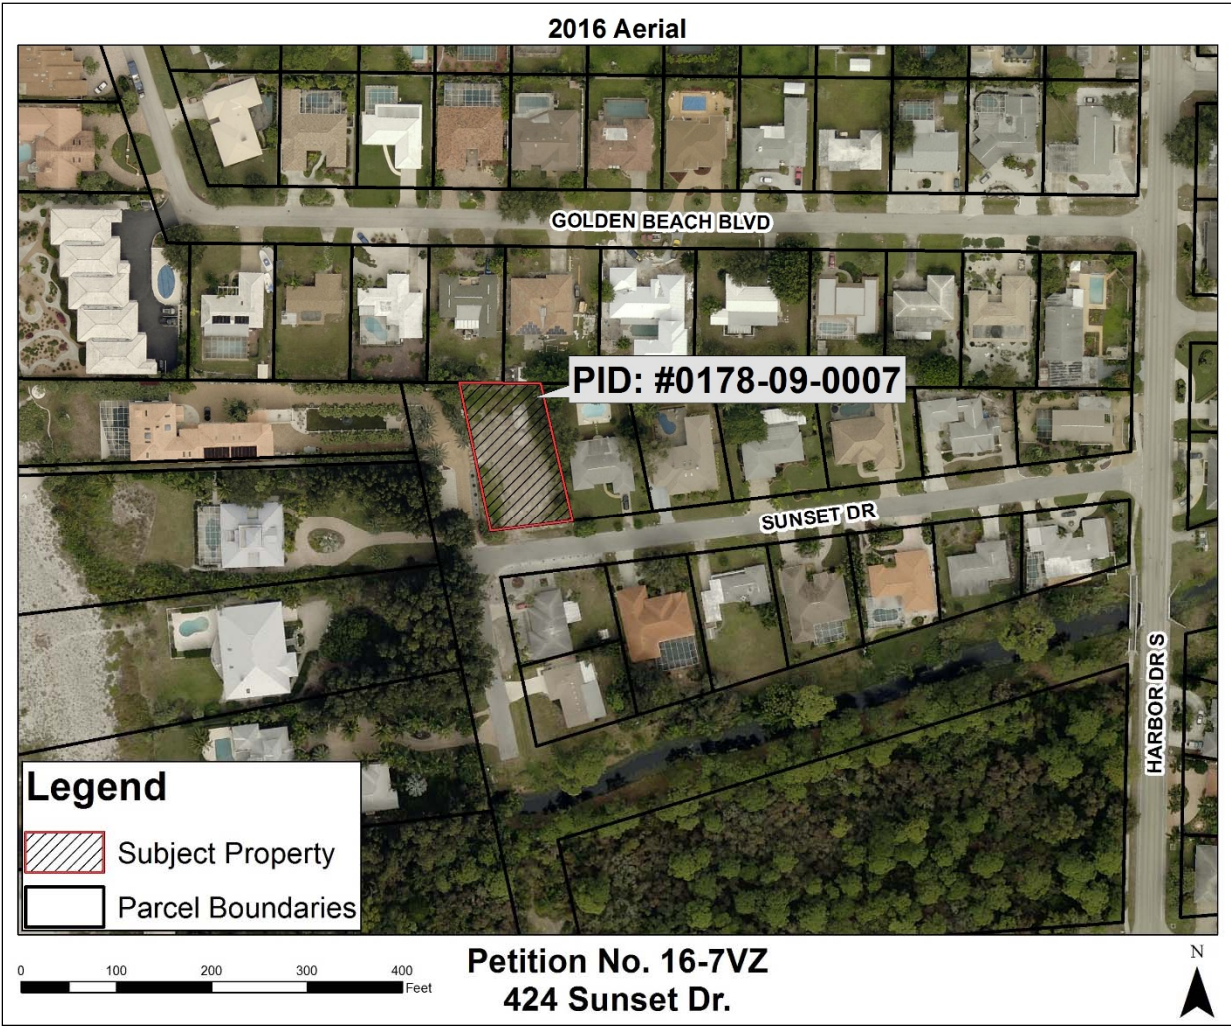 2016 Aerial
GOLDEN BEACH BLVD
PID: #0178-09-0007
SUNSET DR
HARBOR DR S
Legend
Subject Property
Parcel Boundaries
0 100 200 300 400
Feet
Petition No. 16-7VZ
424 Sunset Dr.
N